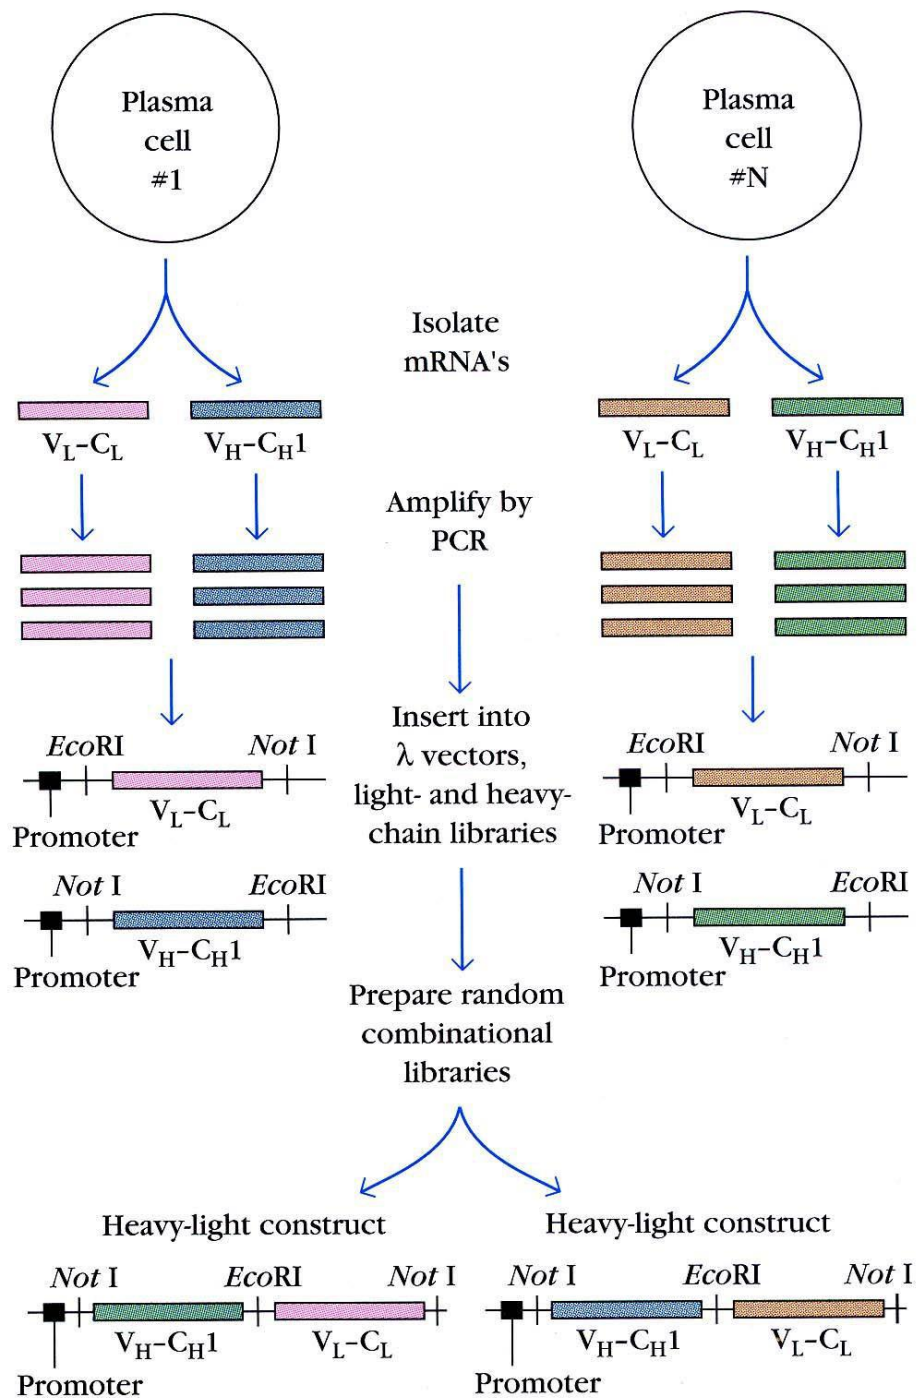 Plasma
cell
#1
Plasma
cell
#N
Isolate
mRNA's
V_L–C_L
V_H–C_H1
V_L–C_L
V_H–C_H1
Amplify by
PCR
Insert into
λ vectors,
light- and heavy-
chain libraries
EcoRI
Not I
V_L–C_L
Promoter
Not I
EcoRI
V_H–C_H1
Promoter
EcoRI
Not I
V_L–C_L
Promoter
Not I
EcoRI
V_H–C_H1
Promoter
Prepare random
combinational
libraries
Heavy-light construct
Not I
EcoRI
Not I
V_H–C_H1
V_L–C_L
Promoter
Heavy-light construct
Not I
EcoRI
Not I
V_H–C_H1
V_L–C_L
Promoter